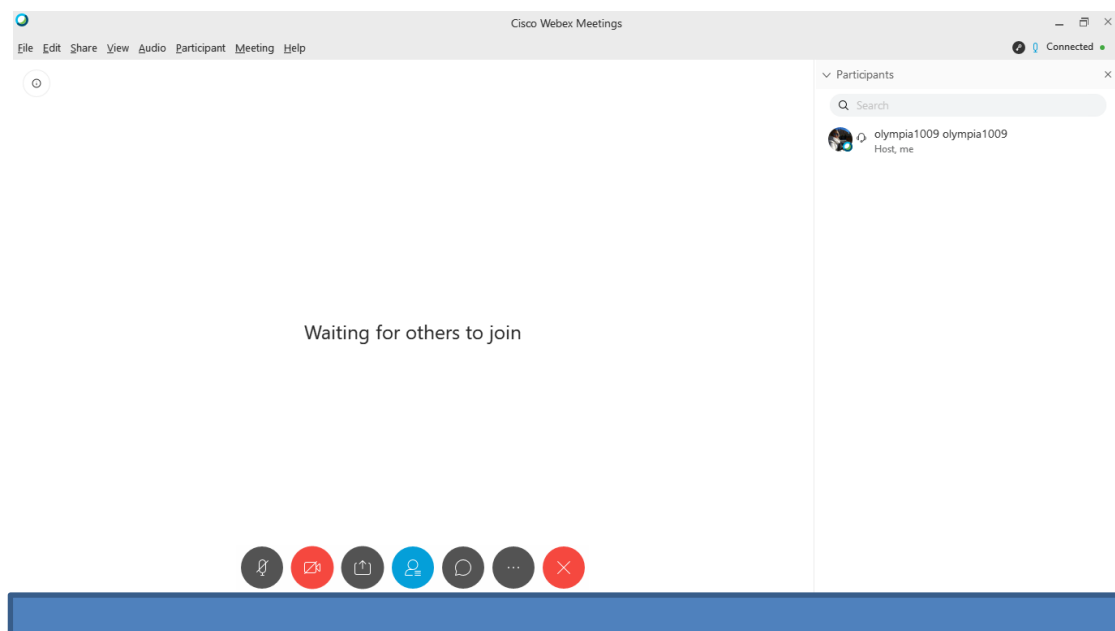 Cisco Webex Meetings
File Edit Share View Audio Participant Meeting Help
Connected
Participants
Search
olympia1009 olympia1009
Host, me
Waiting for others to join